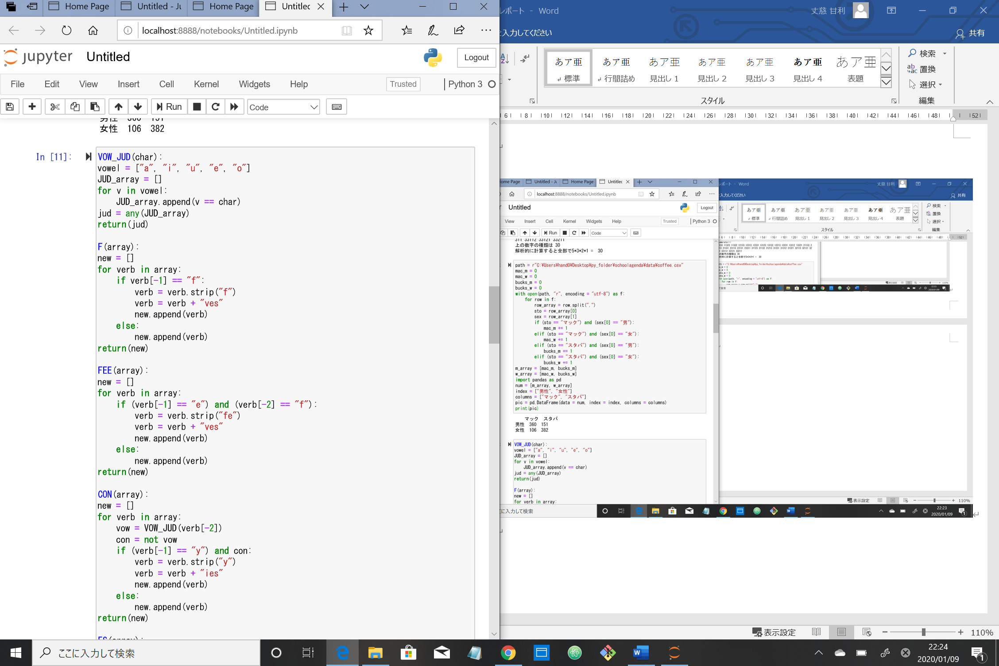 Home Page
Untitled - Ju
Home Page
Untitlec
localhost:8888/notebooks/Untitled.ipynb
jupyter Untitled
Logout
File Edit View Insert Cell Kernel Widgets Help
Trusted
Python 3
Run
Code
男性 360 151
女性 106 382
In [11]:
VOW_JUD(char):
vowel = ["a", "i", "u", "e", "o"]
JUD_array = []
for v in vowel:
    JUD_array.append(v == char)
jud = any(JUD_array)
return(jud)
F(array):
new = []
for verb in array:
    if verb[-1] == "f":
        verb = verb.strip("f")
        verb = verb + "ves"
        new.append(verb)
    else:
        new.append(verb)
return(new)
FEE(array):
new = []
for verb in array:
    if (verb[-1] == "e") and (verb[-2] == "f"):
        verb = verb.strip("fe")
        verb = verb + "ves"
        new.append(verb)
    else:
        new.append(verb)
return(new)
CON(array):
new = []
for verb in array:
    vow = VOW_JUD(verb[-2])
    con = not vow
    if (verb[-1] == "y") and con:
        verb = verb.strip("y")
        verb = verb + "ies"
        new.append(verb)
    else:
        new.append(verb)
return(new)
ES(array):
レポート - Word
丈慈 甘利
入力してください
共有
あア亜 あア亜 あア亜 あア亜 あア亜 あア亜 あア亜
標準 行間詰め 見出し 1 見出し 2 見出し 3 見出し 4 表題
スタイル
検索
置換
選択
編集
6 8 10 12 14 16 18 20 22 24 26 28 30 32 34 36 38 40 42 44 46 48 52
ome Page
Untitled - Ju
Home Page
Untitlec
localhost:8888/notebooks/Untitled.ipynb
Untitled
Logout
View Insert Cell Kernel Widgets Help
Trusted
Python 3
Run
Code
311 33112 33121 33211
上の数字の種類は 30
解析的に計算すると全部で5*3*2*1 =  30
path = r"C:¥Users¥hand0¥Desktop¥py_folder¥schoolagenda¥data¥coffee.csv"
mac_m = 0
mac_w = 0
bucks_m = 0
bucks_w = 0
with open(path, "r", encoding = "utf-8") as f:
    for row in f:
        row_array = row.split(",")
        sto = row_array[0]
        sex = row_array[1]
        if (sto == "マック") and (sex[0] == "男"):
            mac_m += 1
        elif (sto == "マック") and (sex[0] == "女"):
            mac_w += 1
        elif (sto == "スタバ") and (sex[0] == "男"):
            bucks_m += 1
        elif (sto == "スタバ") and (sex[0] == "女"):
            bucks_w += 1
m_array = [mac_m, bucks_m]
w_array = [mac_w, bucks_w]
import pandas as pd
num = [m_array, w_array]
index = ["男性", "女性"]
columns = ["マック", "スタバ"]
pic = pd.DataFrame(data = num, index = index, columns = columns)
print(pic)
マック スタバ
男性 360 151
女性 106 382
VOW_JUD(char):
vowel = ["a", "i", "u", "e", "o"]
JUD_array = []
for v in vowel:
    JUD_array.append(v == char)
jud = any(JUD_array)
return(jud)
F(array):
new = []
for verb in array:
に入力して検索
レポート - Word
丈慈 甘利
入力してください
共有
あア亜 あア亜 あア亜 あア亜 あア亜 あア亜 あア亜
標準 行間詰め 見出し 1 見出し 2 見出し 3 見出し 4 表題
スタイル
検索
置換
選択
編集
表示設定
110%
22:23
2020/01/09
表示設定
110%
ここに入力して検索
22:24
2020/01/09
1